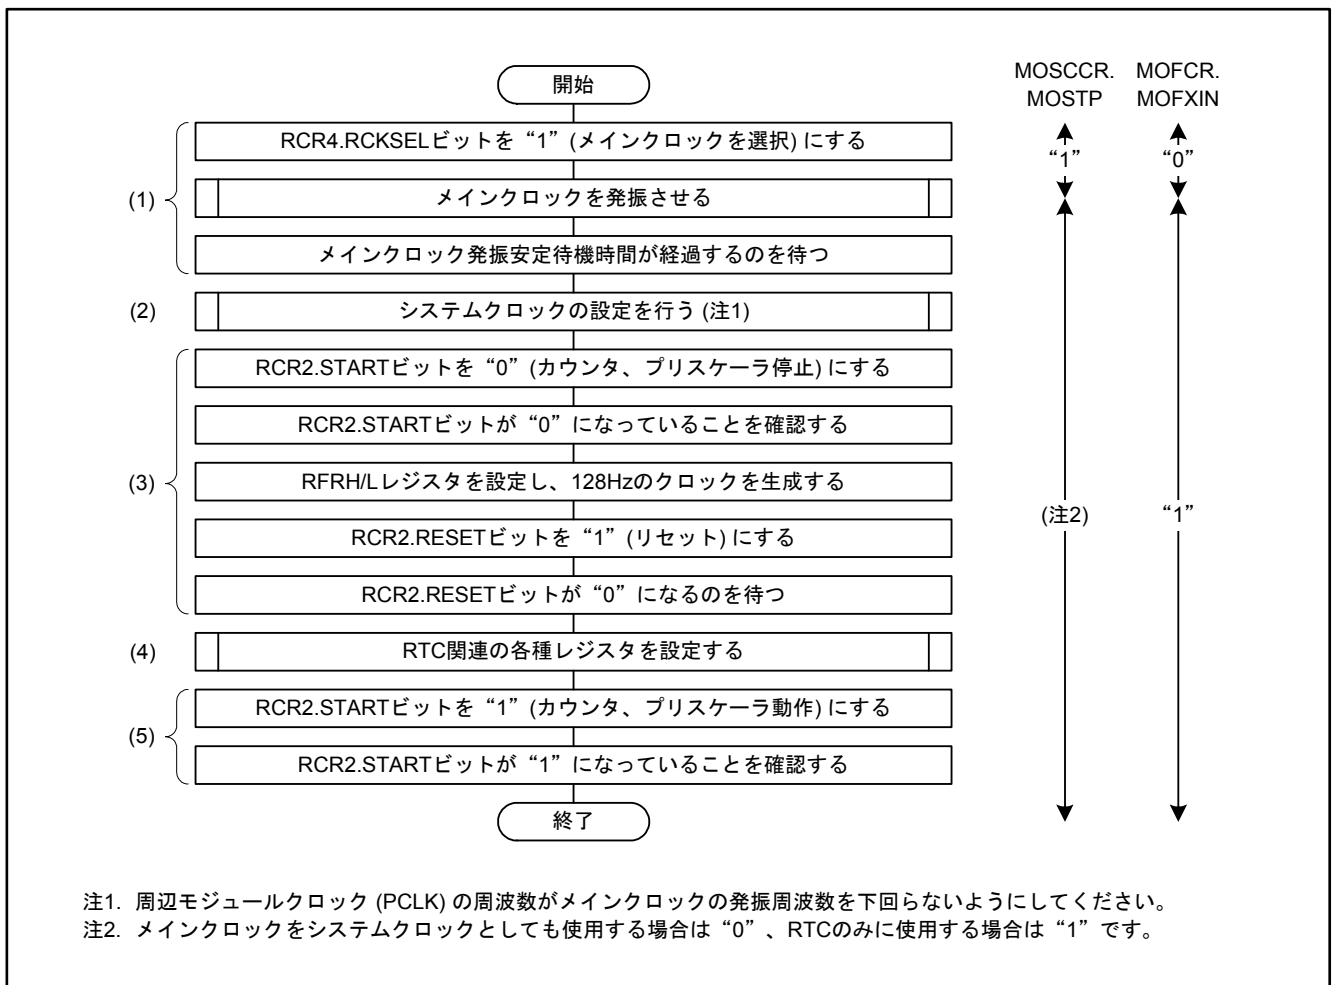 開始
MOSCCR. MOFCR.
MOSTP MOFXIN
RCR4.RCKSELビットを“1” (メインクロックを選択) にする
“1” “0”
(1) メインクロックを発振させる
メインクロック発振安定待機時間が経過するのを待つ
(2) システムクロックの設定を行う (注1)
RCR2.STARTビットを“0” (カウンタ、プリスケーラ停止) にする
RCR2.STARTビットが“0”になっていることを確認する
(3) RFRH/Lレジスタを設定し、128Hzのクロックを生成する
(注2) “1”
RCR2.RESETビットを“1” (リセット) にする
RCR2.RESETビットが“0”になるのを待つ
(4) RTC関連の各種レジスタを設定する
RCR2.STARTビットを“1” (カウンタ、プリスケーラ動作) にする
(5)
RCR2.STARTビットが“1”になっていることを確認する
終了
注1. 周辺モジュールクロック (PCLK) の周波数がメインクロックの発振周波数を下回らないようにしてください。
注2. メインクロックをシステムクロックとしても使用する場合は“0”、RTCのみに使用する場合は“1”です。